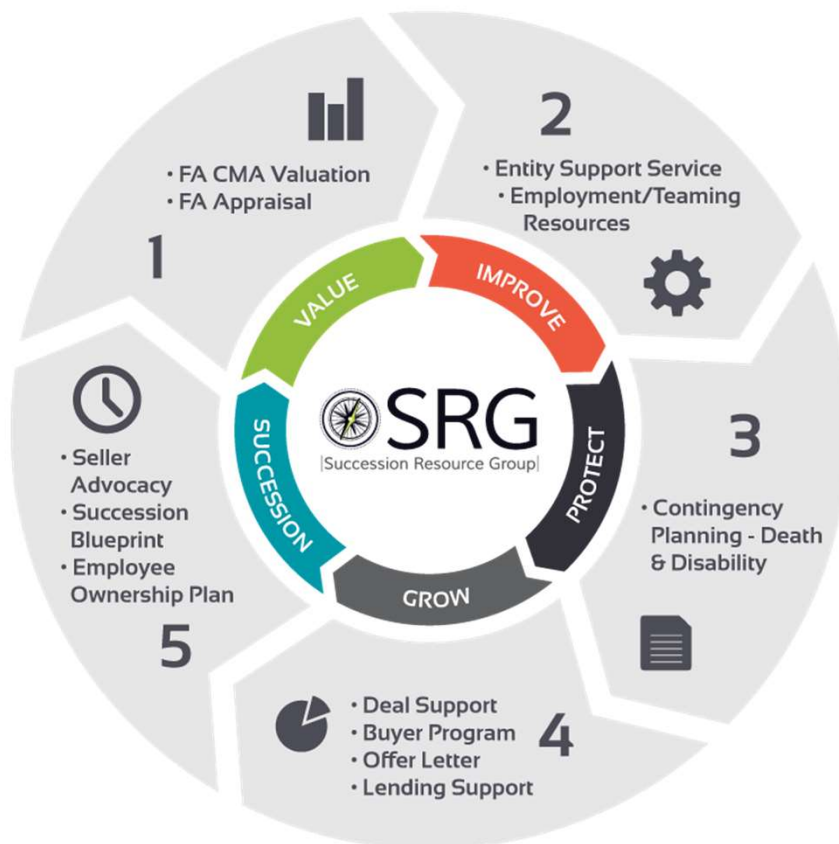 1
• FA CMA Valuation
• FA Appraisal
2
• Entity Support Service
• Employment/Teaming
Resources
3
• Contingency
Planning - Death
& Disability
4
• Deal Support
• Buyer Program
• Offer Letter
• Lending Support
5
• Seller
Advocacy
• Succession
Blueprint
• Employee
Ownership Plan
VALUE
IMPROVE
PROTECT
GROW
SUCCESSION
SRG
|Succession Resource Group|